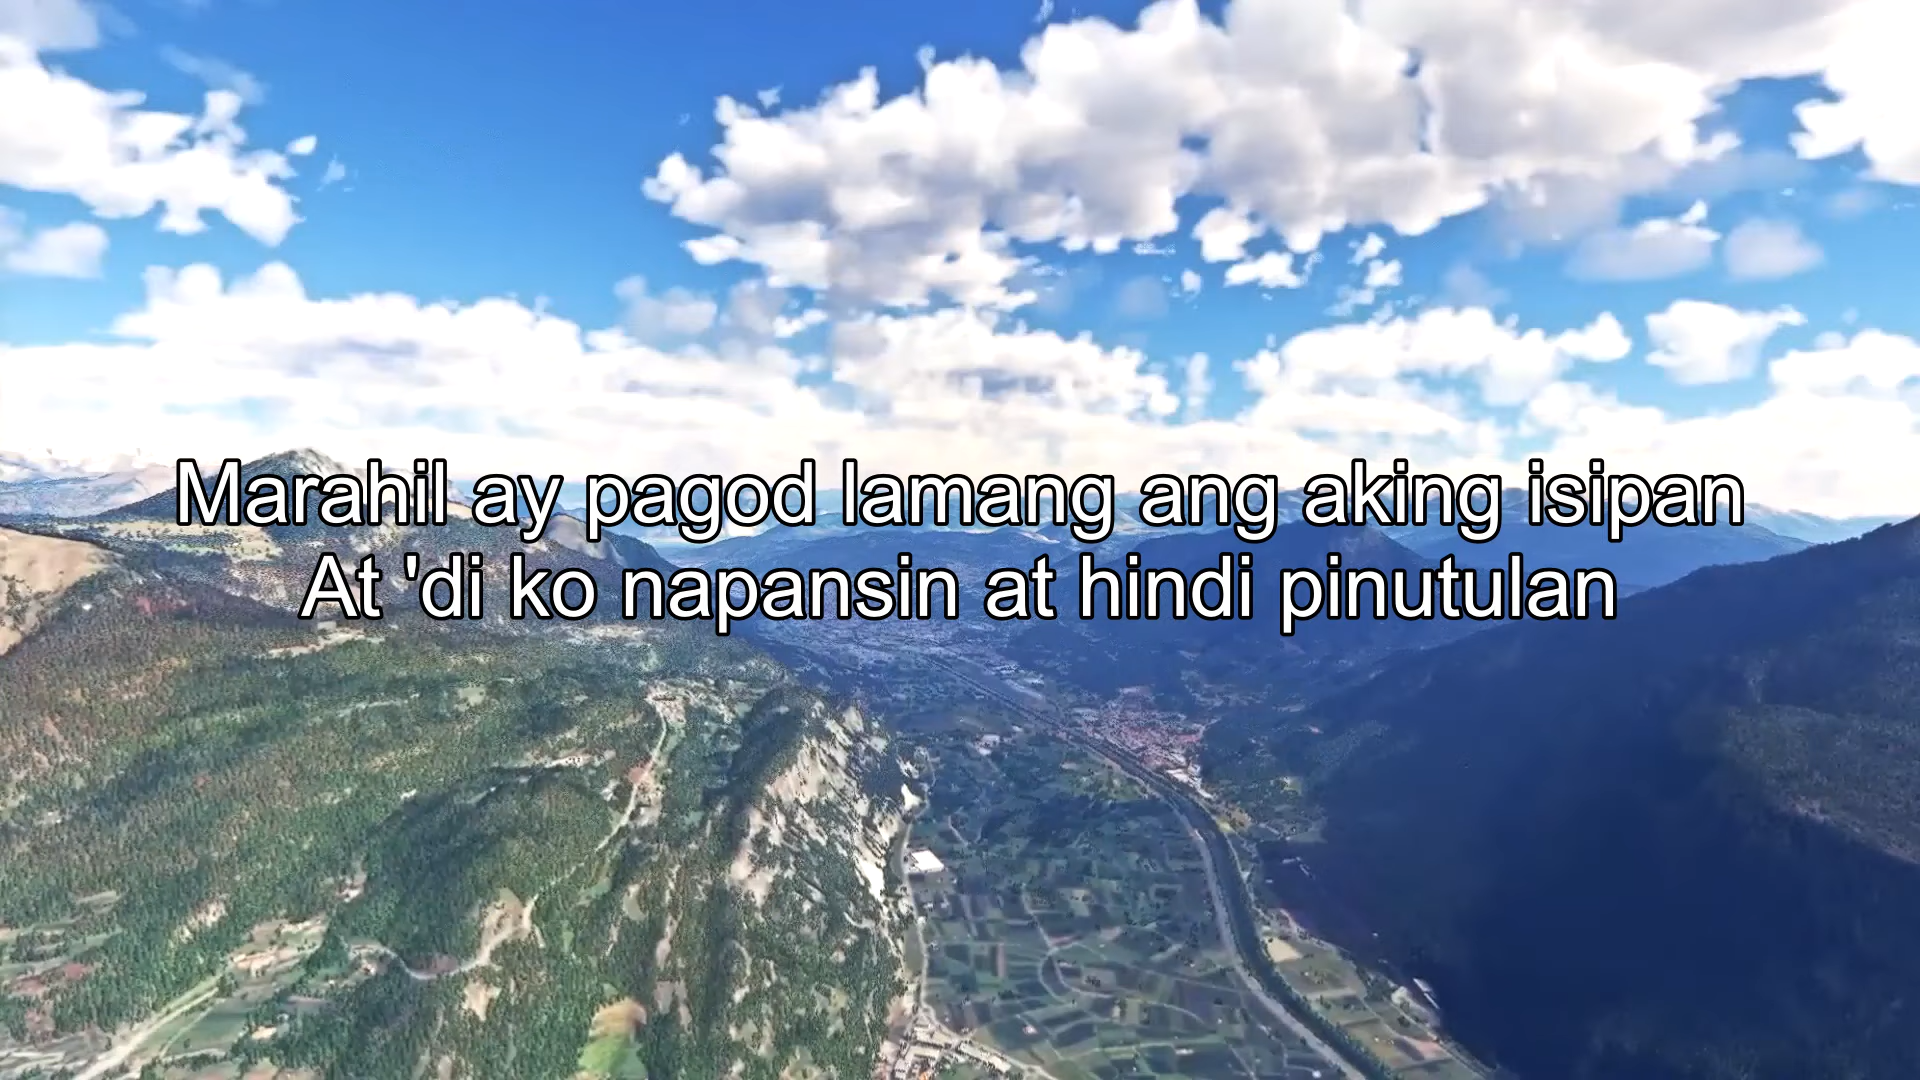 Marahil ay pagod lamang ang aking isipan
At 'di ko napansin at hindi pinutulan